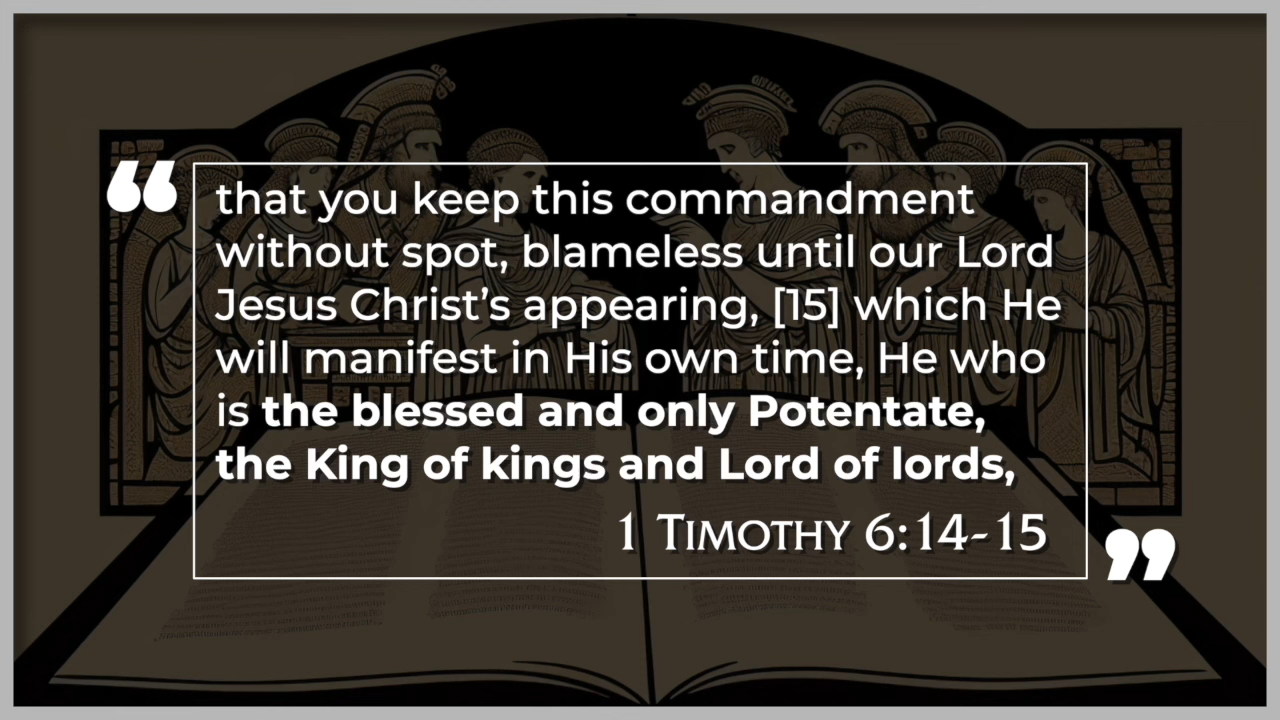 “that you keep this commandment
without spot, blameless until our Lord
Jesus Christ’s appearing, [15] which He
will manifest in His own time, He who
is the blessed and only Potentate,
the King of kings and Lord of lords,
1 Timothy 6:14-15”